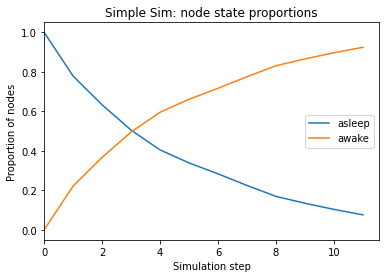 Simple Sim: node state proportions
Proportion of nodes
1.0
0.8
0.6
0.4
0.2
0.0
asleep
awake
0 2 4 6 8 10
Simulation step